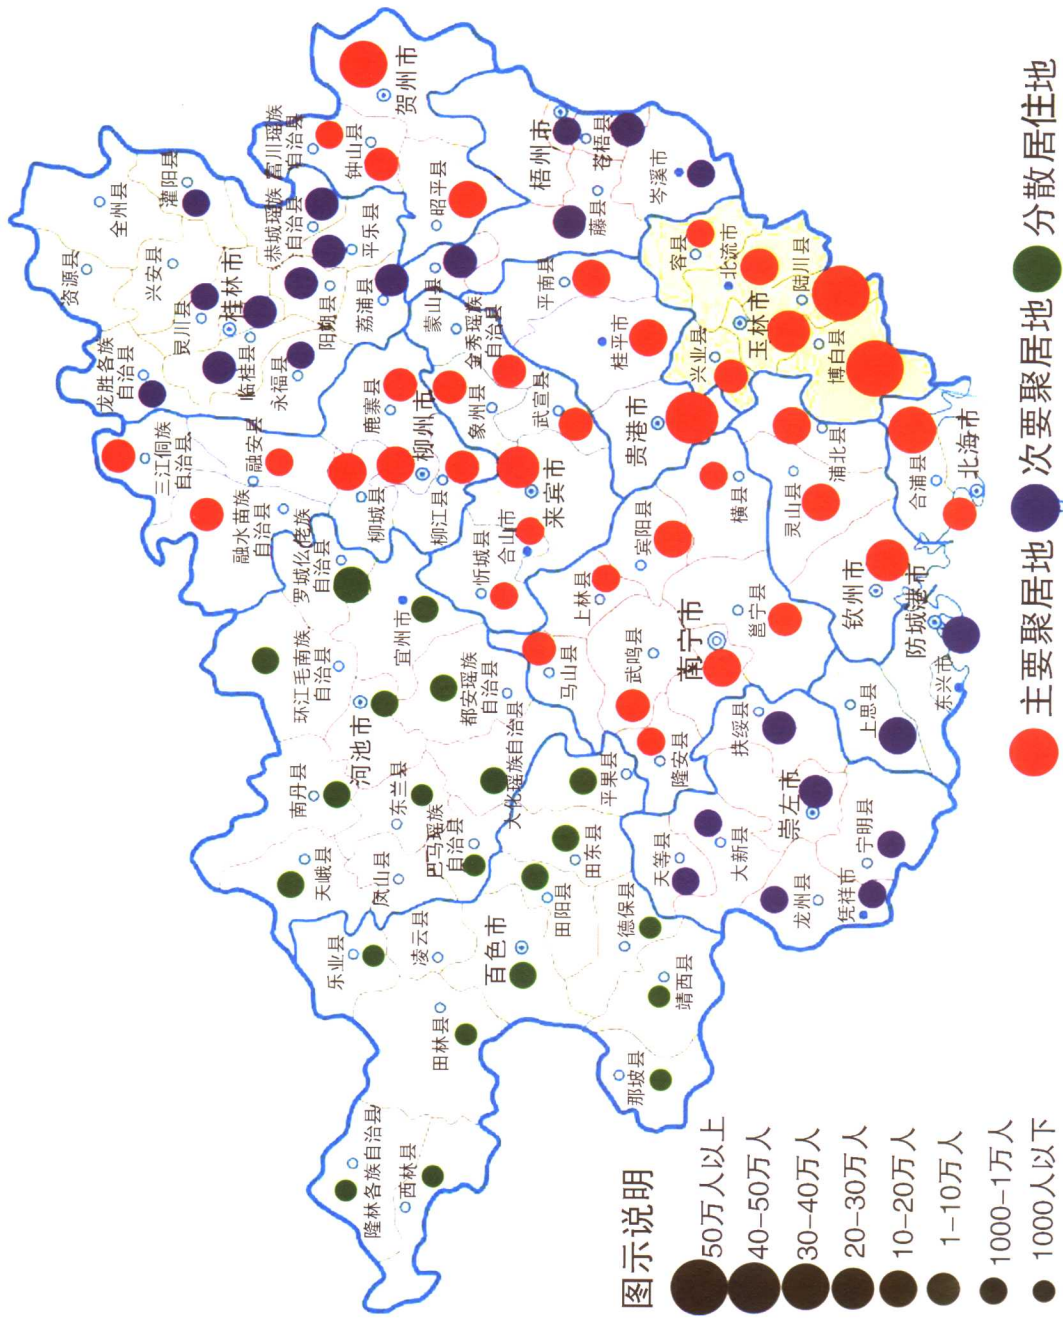 资源县
全州县
兴安县
灌阳县
龙胜各族
自治县
灵川县
桂林市
临桂县
永福县
阳朔县
恭城瑶族
自治县
平乐县
荔浦县
富川瑶族
自治县
钟山县
贺州市
昭平县
蒙山县
梧州市
苍梧县
藤县
岑溪市
三江侗族
自治县
融安县
融水苗族
自治县
鹿寨县
柳州市
柳城县
柳江县
金秀瑶族
自治县
象州县
武宣县
来宾市
合山市
忻城县
平南县
桂平市
贵港市
容县
北流市
陆川县
玉林市
兴业县
博白县
罗城仫佬族
自治县
环江毛南族
自治县
宜州市
河池市
都安瑶族
自治县
南丹县
东兰县
大化瑶族自治县
巴马瑶族
自治县
天峨县
凤山县
上林县
宾阳县
横县
马山县
武鸣县
南宁市
邕宁县
隆安县
浦北县
灵山县
钦州市
合浦县
北海市
防城港市
东兴市
上思县
扶绥县
崇左市
宁明县
大新县
天等县
龙州县
凭祥市
平果县
田东县
田阳县
德保县
靖西县
百色市
凌云县
乐业县
田林县
那坡县
隆林各族自治县
西林县
图示说明
50万人以上
40-50万人
30-40万人
20-30万人
10-20万人
1-10万人
1000-1万人
1000人以下
主要聚居地
次要聚居地
分散居住地